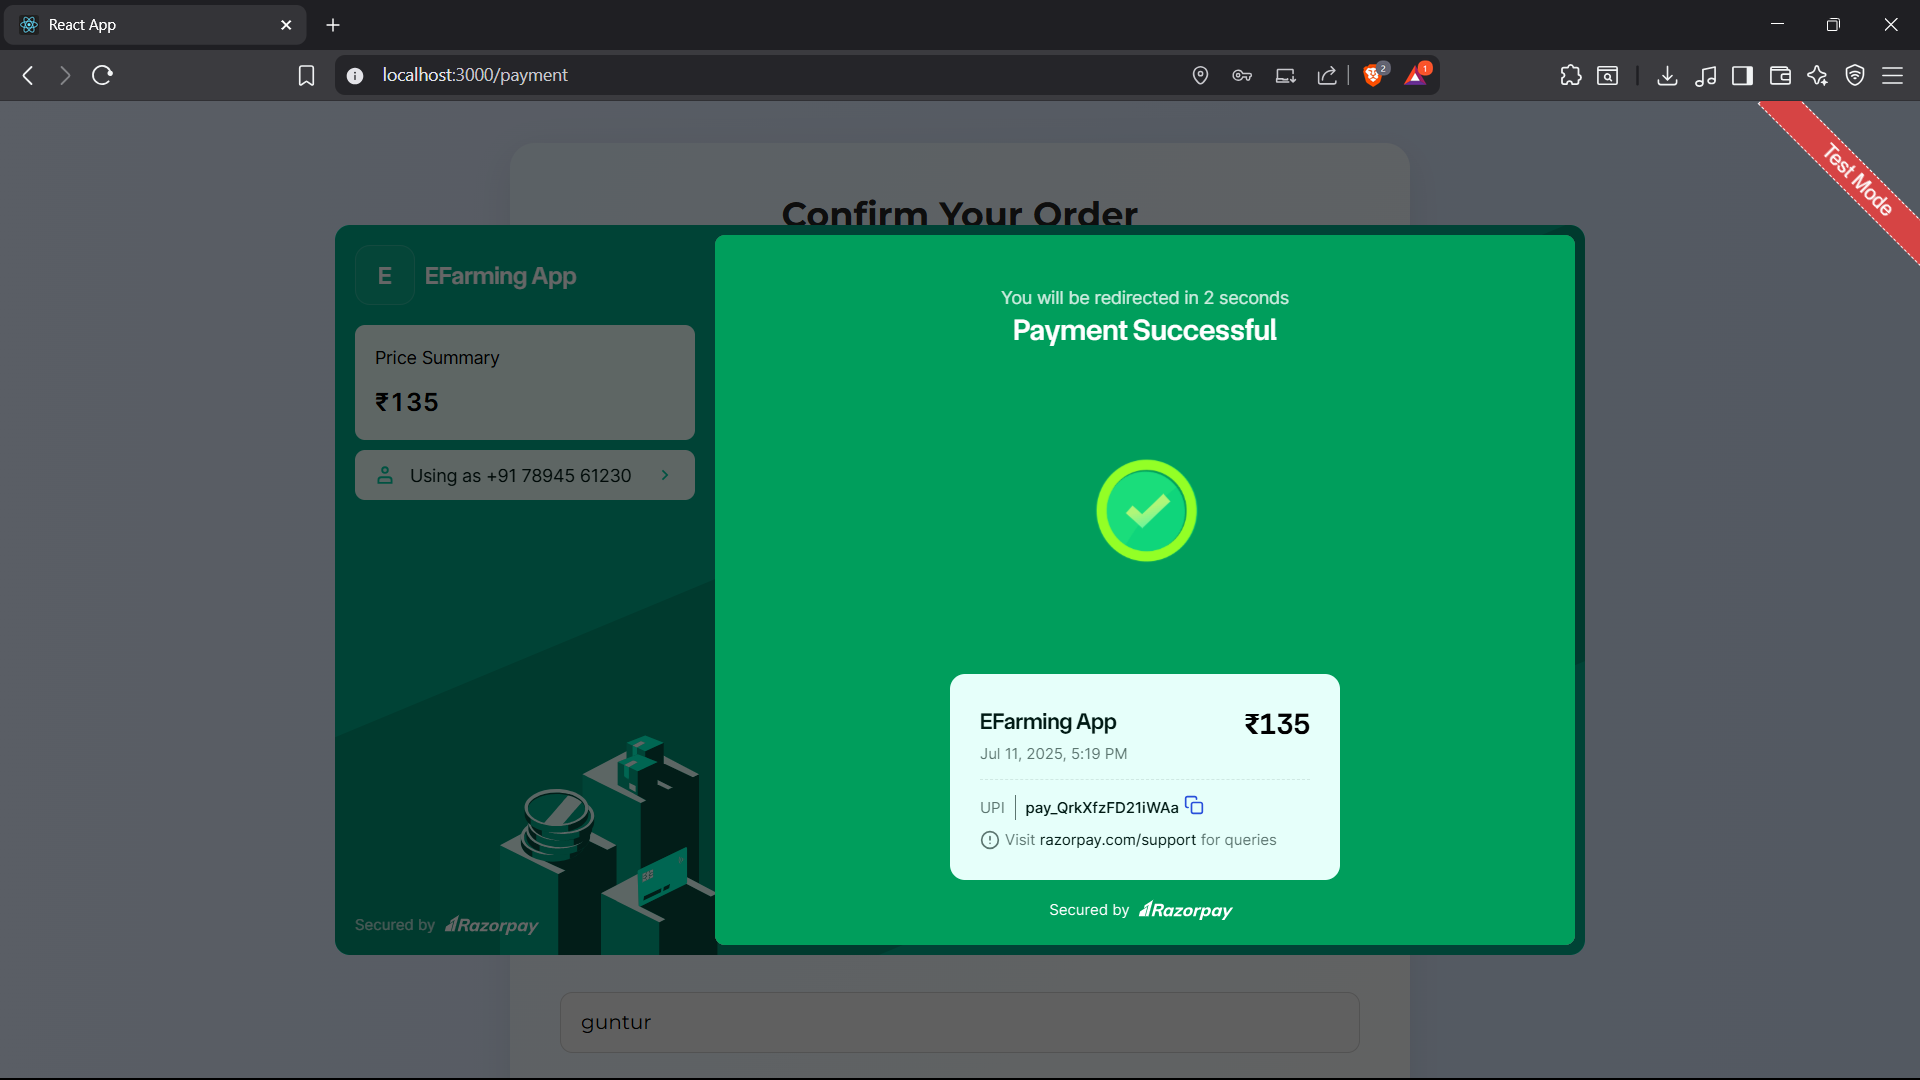 React App
localhost:3000/payment
2
1
Test Mode
Confirm Your Order
E
EFarming App
Price Summary
₹135
Using as +91 78945 61230
Secured by Razorpay
You will be redirected in 2 seconds
Payment Successful
EFarming App
₹135
Jul 11, 2025, 5:19 PM
UPI pay_QrkXfzFD21iWAa
Visit razorpay.com/support for queries
Secured by Razorpay
guntur